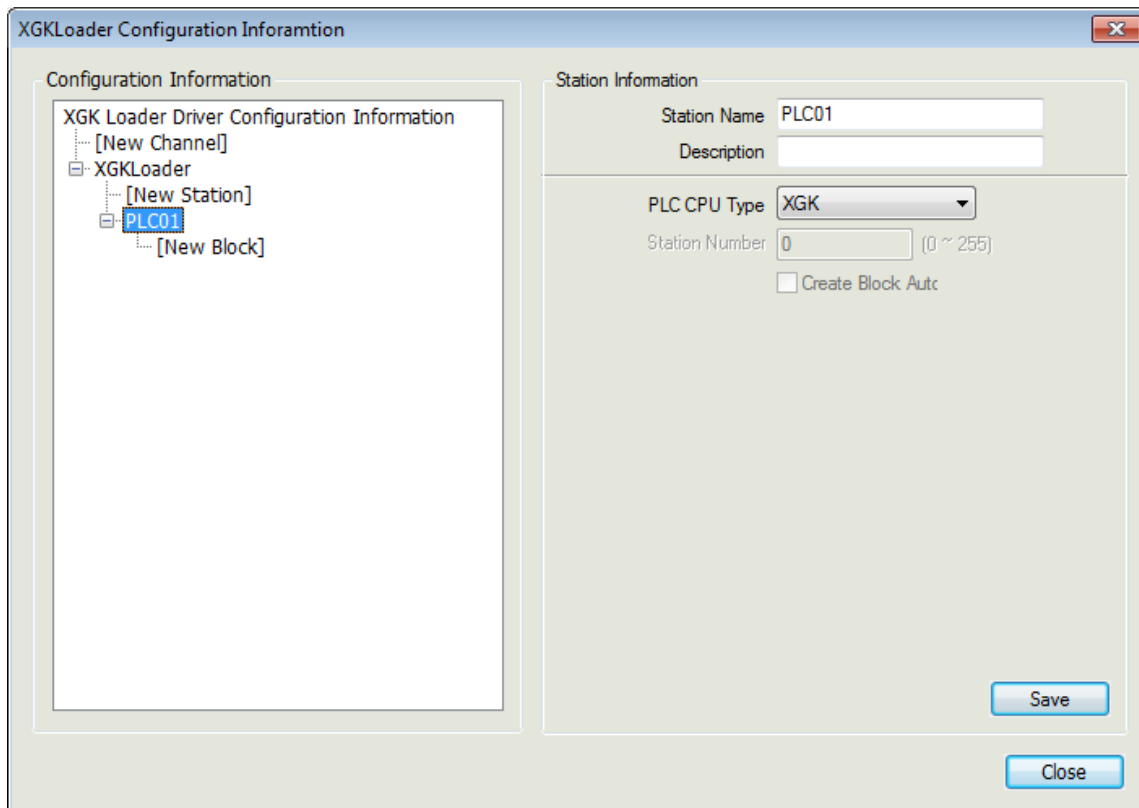 XGKLoader Configuration Inforamtion
Configuration Information
XGK Loader Driver Configuration Information
[New Channel]
XGKLoader
[New Station]
PLC01
[New Block]
Station Information
Station Name PLC01
Description
PLC CPU Type XGK
Station Number 0 (0 ~ 255)
Create Block Autc
Save
Close